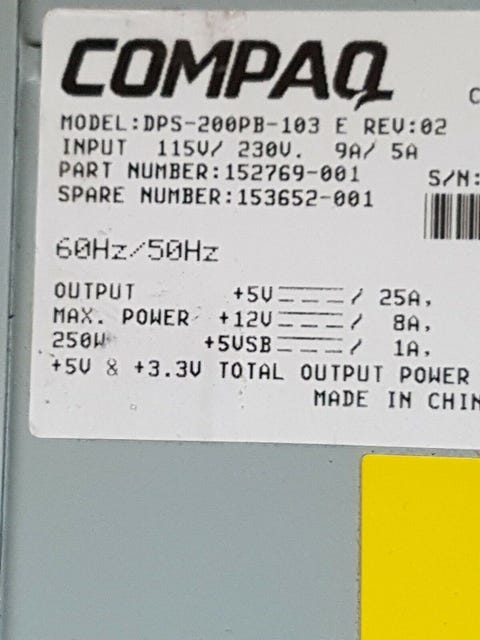 COMPAQ
MODEL:DPS-200PB-103 E REV:02
INPUT 115V/ 230V. 9A/ 5A
PART NUMBER:152769-001
S/N:
SPARE NUMBER:153652-001
60Hz/50Hz
OUTPUT +5V⎓/ 25A,
MAX. POWER +12V⎓/ 8A,
250W +5VSB⎓/ 1A,
+5V & +3.3V TOTAL OUTPUT POWER
MADE IN CHIN